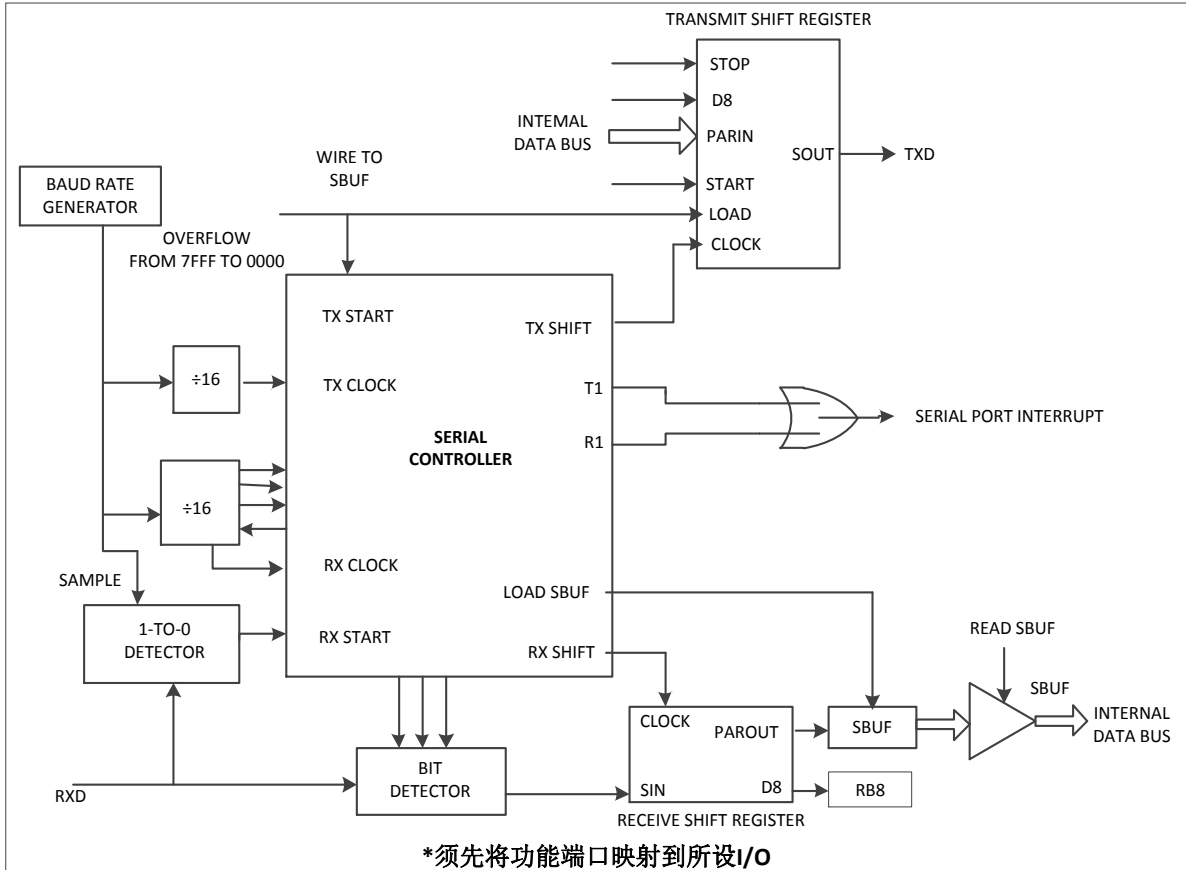 TRANSMIT SHIFT REGISTER
STOP
D8
INTEMAL
DATA BUS
PARIN
SOUT
TXD
WIRE TO
SBUF
START
BAUD RATE
GENERATOR
LOAD
OVERFLOW
FROM 7FFF TO 0000
CLOCK
TX START
TX SHIFT
÷16
TX CLOCK
T1
SERIAL PORT INTERRUPT
SERIAL
CONTROLLER
R1
÷16
RX CLOCK
SAMPLE
LOAD SBUF
1-TO-0
DETECTOR
RX START
RX SHIFT
READ SBUF
SBUF
CLOCK
PAROUT
SBUF
INTERNAL
DATA BUS
BIT
DETECTOR
RXD
SIN
D8
RB8
RECEIVE SHIFT REGISTER
*须先将功能端口映射到所设I/O